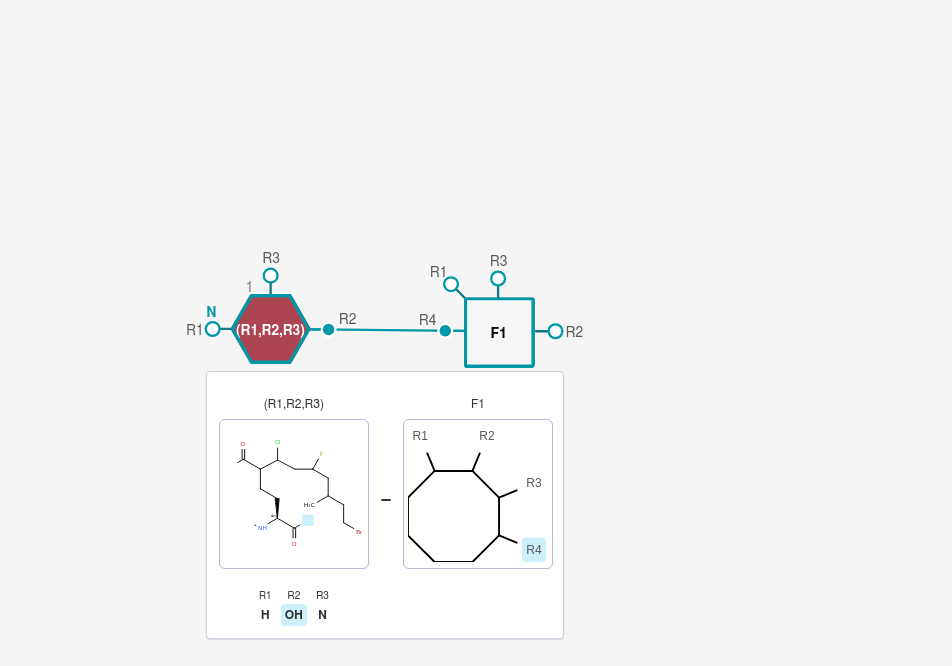 R3
R1
R3
1
N
R1
(R1,R2,R3)
R2
R4
F1
R2
(R1,R2,R3)
F1
O
Cl
F
H₃C
NH
O
Br
R1
R2
R3
R4
R1 R2 R3
H OH N